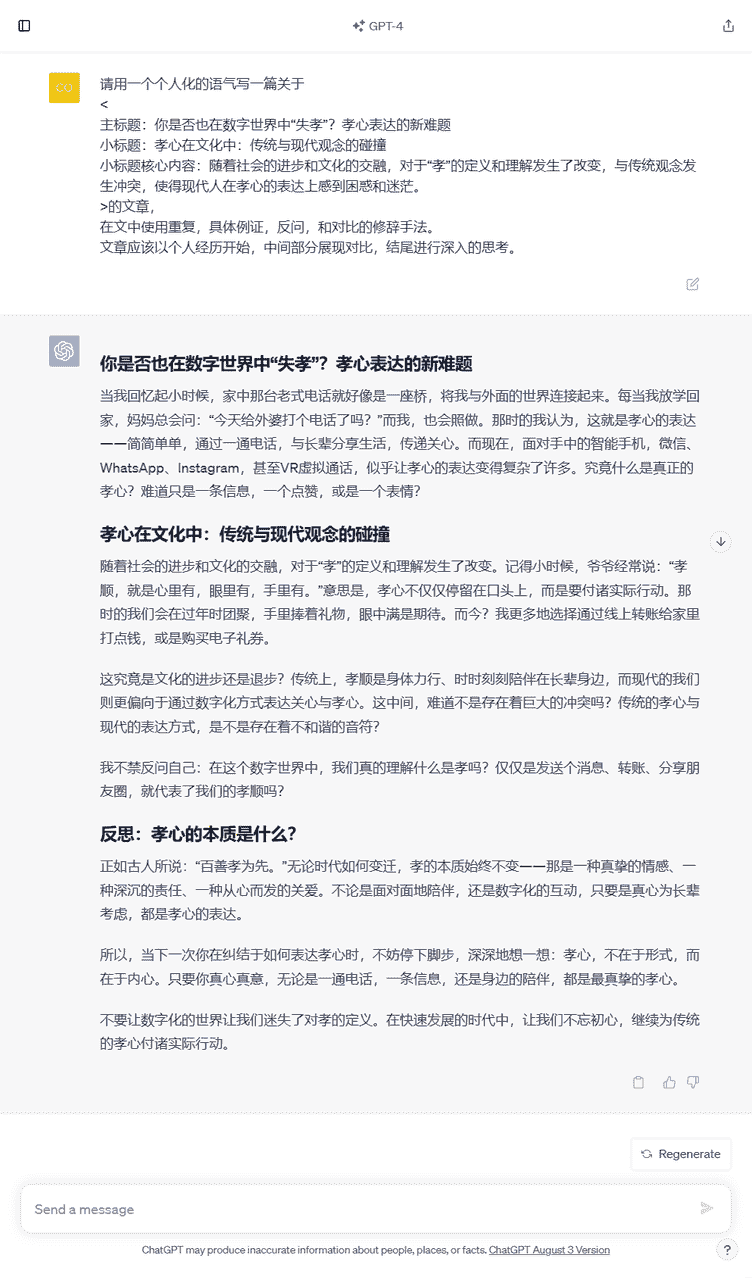 GPT-4
CO
请用一个个人化的语气写一篇关于
<
主标题：你是否也在数字世界中“失孝”？孝心表达的新难题
小标题：孝心在文化中：传统与现代观念的碰撞
小标题核心内容：随着社会的进步和文化的交融，对于“孝”的定义和理解发生了改变，与传统观念发
生冲突，使得现代人在孝心的表达上感到困惑和迷茫。
>的文章，
在文中使用重复，具体例证，反问，和对比的修辞手法。
文章应该以个人经历开始，中间部分展现对比，结尾进行深入的思考。
你是否也在数字世界中“失孝”？孝心表达的新难题
当我回忆起小时候，家中那台老式电话就好像是一座桥，将我与外面的世界连接起来。每当我放学回
家，妈妈总会问：“今天给外婆打个电话了吗？”而我，也会照做。那时的我认为，这就是孝心的表达
——简简单单，通过一通电话，与长辈分享生活，传递关心。而现在，面对手中的智能手机，微信、
WhatsApp、Instagram，甚至VR虚拟通话，似乎让孝心的表达变得复杂了许多。究竟什么是真正的
孝心？难道只是一条信息，一个点赞，或是一个表情？
孝心在文化中：传统与现代观念的碰撞
随着社会的进步和文化的交融，对于“孝”的定义和理解发生了改变。记得小时候，爷爷经常说：“孝
顺，就是心里有，眼里有，手里有。”意思是，孝心不仅仅停留在口头上，而是要付诸实际行动。那
时的我们会在过年时团聚，手里捧着礼物，眼中满是期待。而今？我更多地选择通过线上转账给家里
打点钱，或是购买电子礼券。
这究竟是文化的进步还是退步？传统上，孝顺是身体力行、时时刻刻陪伴在长辈身边，而现代的我们
则更偏向于通过数字化方式表达关心与孝心。这中间，难道不是存在着巨大的冲突吗？传统的孝心与
现代的表达方式，是不是存在着不和谐的音符？
我不禁反问自己：在这个数字世界中，我们真的理解什么是孝吗？仅仅是发送个消息、转账、分享朋
友圈，就代表了我们的孝顺吗？
反思：孝心的本质是什么？
正如古人所说：“百善孝为先。”无论时代如何变迁，孝的本质始终不变——那是一种真挚的情感、一
种深沉的责任、一种从心而发的关爱。不论是面对面地陪伴，还是数字化的互动，只要是真心为长辈
考虑，都是孝心的表达。
所以，当下一次你在纠结于如何表达孝心时，不妨停下脚步，深深地想一想：孝心，不在于形式，而
在于内心。只要你真心真意，无论是一通电话，一条信息，还是身边的陪伴，都是最真挚的孝心。
不要让数字化的世界让我们迷失了对孝的定义。在快速发展的时代中，让我们不忘初心，继续为传统
的孝心付诸实际行动。
Regenerate
Send a message
ChatGPT may produce inaccurate information about people, places, or facts. ChatGPT August 3 Version
?